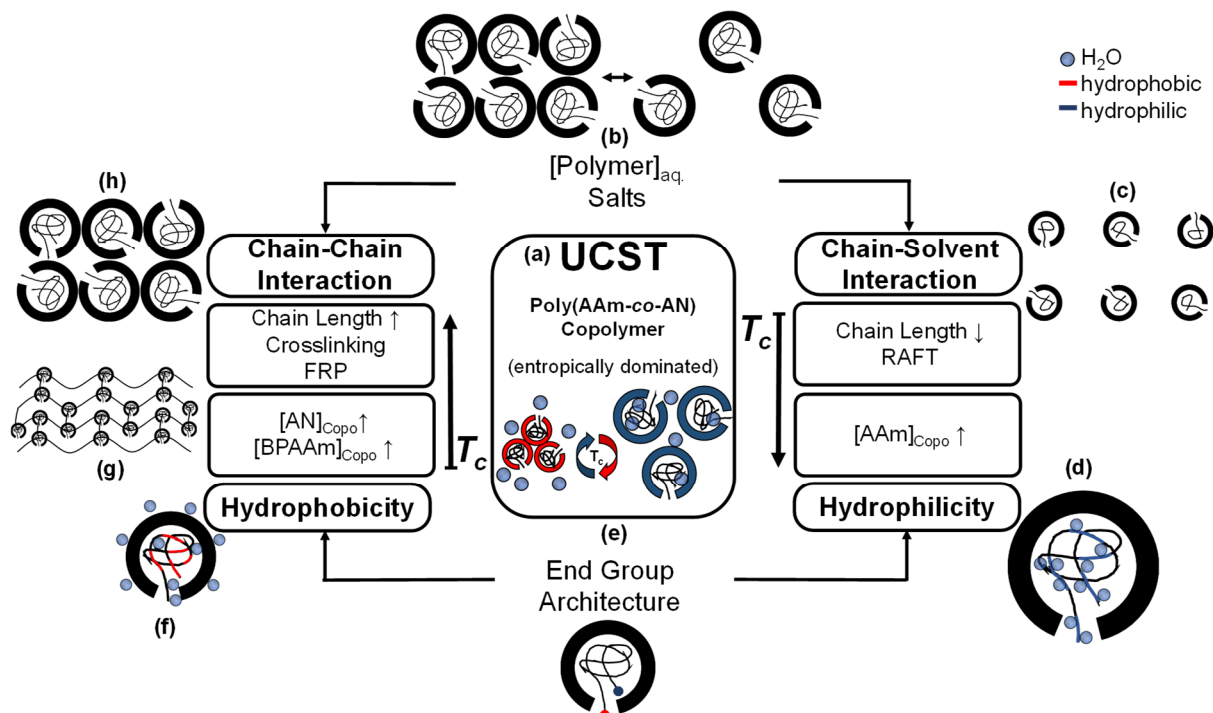 H₂O
hydrophobic
hydrophilic
(b)
[Polymer]aq.
Salts
(h)
(c)
Chain-Chain
Interaction
(a) UCST
Chain-Solvent
Interaction
Poly(AAm-co-AN)
Copolymer
(entropically dominated)
Chain Length ↑
Crosslinking
FRP
Tc
Chain Length ↓
RAFT
[AN]Copo ↑
[BPAAm]Copo ↑
Tc
Tc
[AAm]Copo ↑
(g)
(d)
Hydrophobicity
Hydrophilicity
(e)
End Group
Architecture
(f)